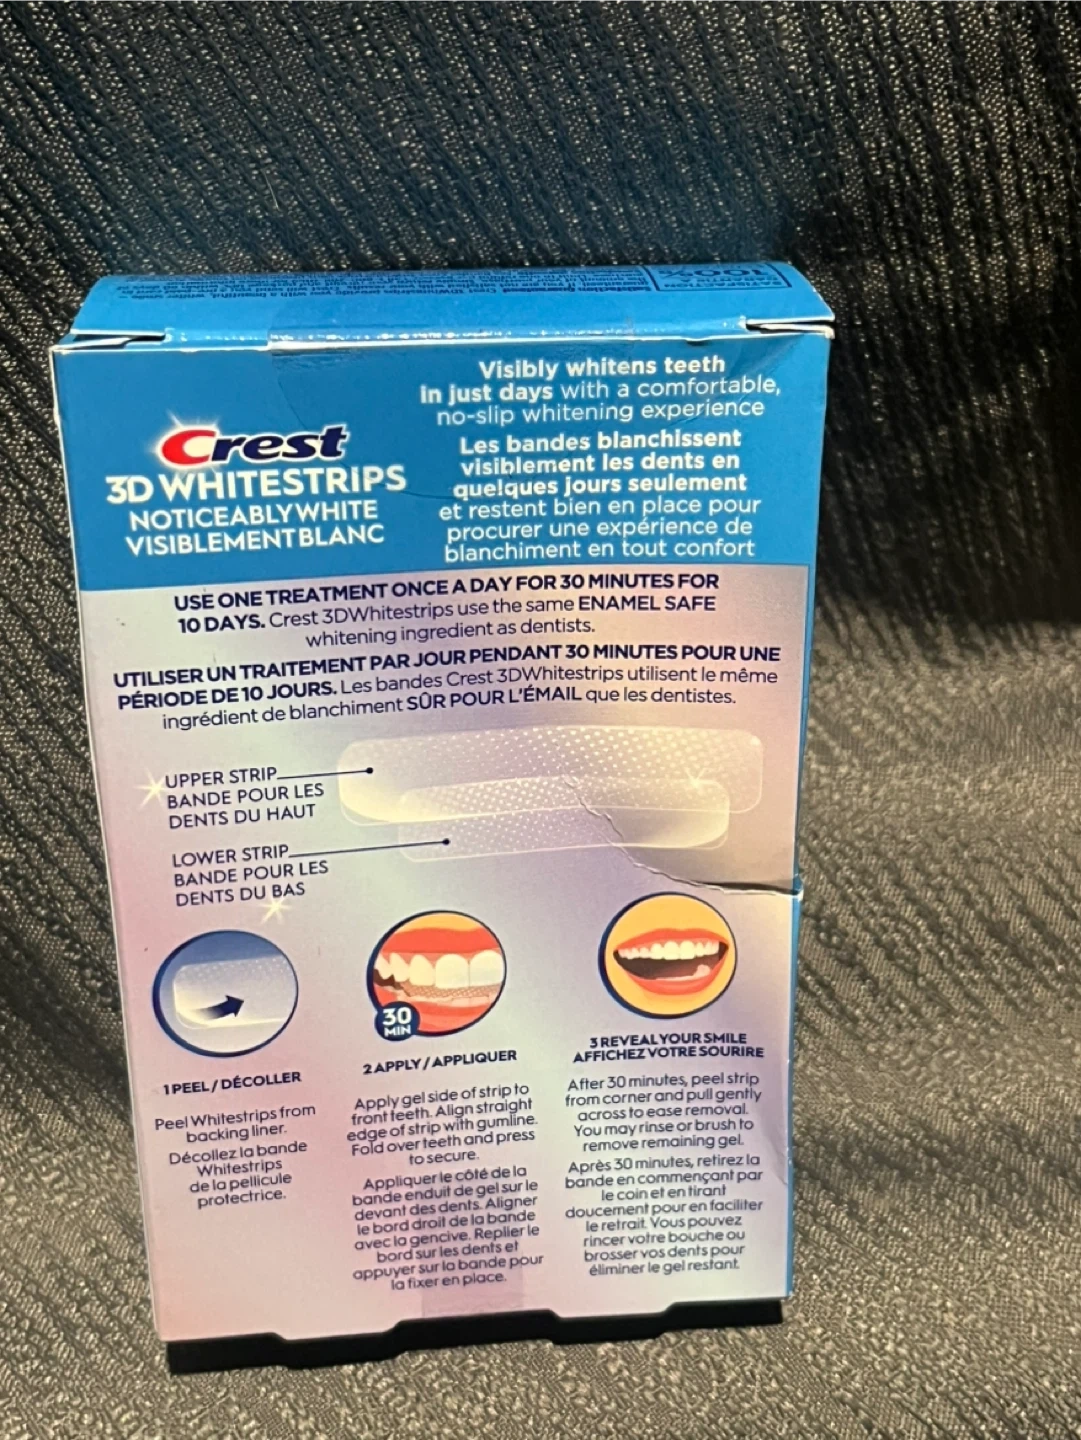 SATISFACTION
100%
Visibly whitens teeth
in just days with a comfortable,
no-slip whitening experience
Les bandes blanchissent
visiblement les dents en
quelques jours seulement
et restent bien en place pour
procurer une expérience de
blanchiment en tout confort
Crest
3D WHITESTRIPS
NOTICEABLY WHITE
VISIBLEMENT BLANC
USE ONE TREATMENT ONCE A DAY FOR 30 MINUTES FOR
10 DAYS. Crest 3DWhitestrips use the same ENAMEL SAFE
whitening ingredient as dentists.
UTILISER UN TRAITEMENT PAR JOUR PENDANT 30 MINUTES POUR UNE
PÉRIODE DE 10 JOURS. Les bandes Crest 3DWhitestrips utilisent le même
ingrédient de blanchiment SÛR POUR L'ÉMAIL que les dentistes.
UPPER STRIP
BANDE POUR LES
DENTS DU HAUT
LOWER STRIP
BANDE POUR LES
DENTS DU BAS
1 PEEL / DÉCOLLER
Peel Whitestrips from
backing liner.
Décollez la bande
Whitestrips
de la pellicule
protectrice.
30
MIN
2 APPLY / APPLIQUER
Apply gel side of strip to
front teeth. Align straight
edge of strip with gumline.
Fold over teeth and press
to secure.
Appliquer le côté de la
bande enduit de gel sur le
devant des dents. Aligner
le bord droit de la bande
avec la gencive. Replier le
bord sur les dents et
appuyer sur la bande pour
la fixer en place.
3 REVEAL YOUR SMILE
AFFICHEZ VOTRE SOURIRE
After 30 minutes, peel strip
from corner and pull gently
across to ease removal.
You may rinse or brush to
remove remaining gel.
Après 30 minutes, retirez la
bande en commençant par
le coin et en tirant
doucement pour en faciliter
le retrait. Vous pouvez
rincer votre bouche ou
brosser vos dents pour
éliminer le gel restant.